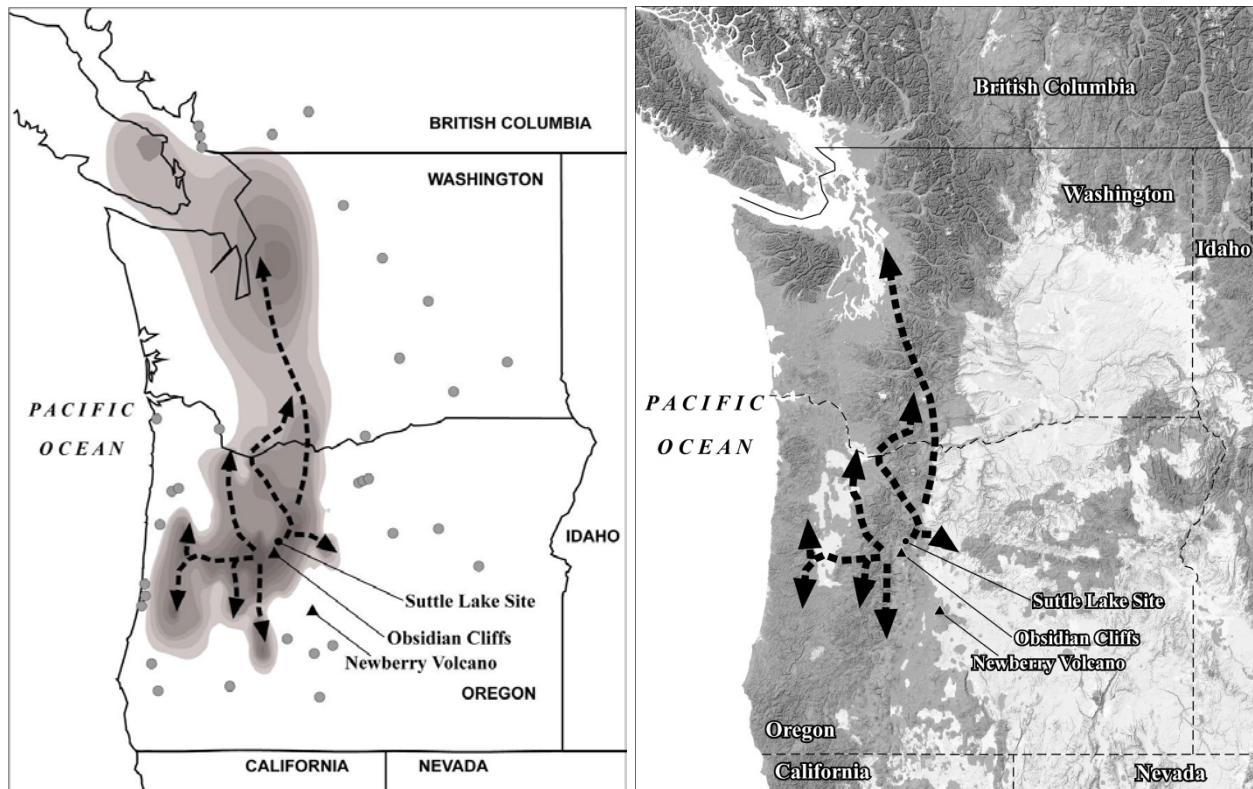 BRITISH COLUMBIA
WASHINGTON
PACIFIC
OCEAN
IDAHO
Suttle Lake Site
Obsidian Cliffs
Newberry Volcano
OREGON
CALIFORNIA
NEVADA
British Columbia
Washington
Idaho
PACIFIC
OCEAN
Suttle Lake Site
Obsidian Cliffs
Newberry Volcano
Oregon
California
Nevada